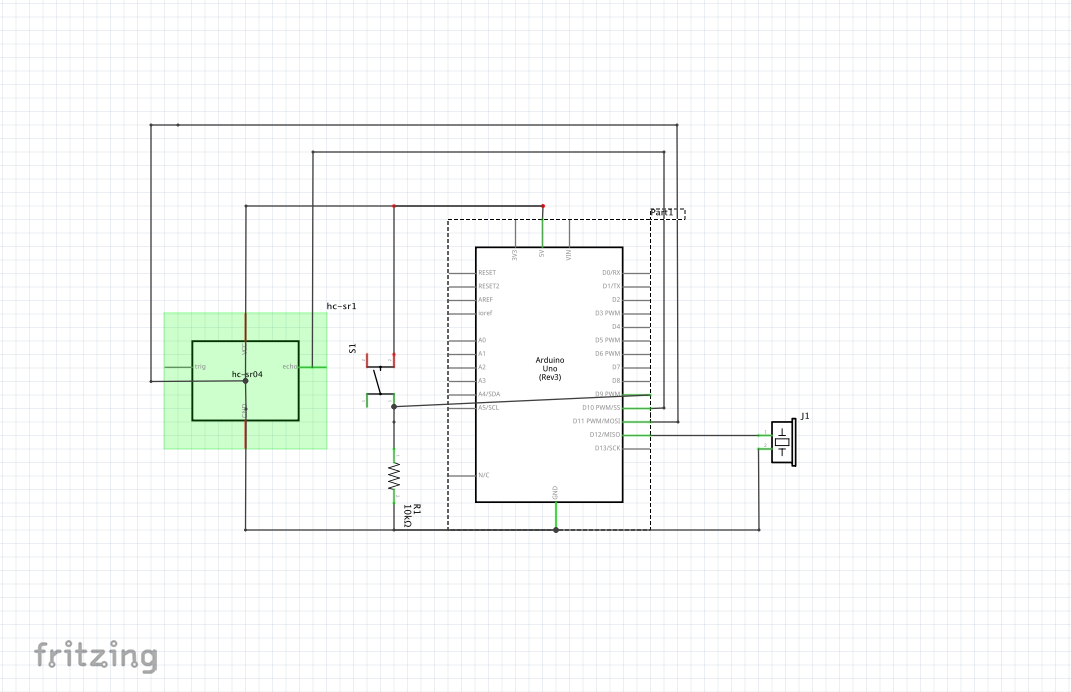 Part1
3V3
5V
VIN
RESET
RESET2
AREF
ioref
A0
A1
A2
A3
A4/SDA
A5/SCL
N/C
D0/RX
D1/TX
D2
D3 PWM
D4
D5 PWM
D6 PWM
D7
D8
D9 PWM
D10 PWM/SS
D11 PWM/MOSI
D12/MISO
D13/SCK
GND
Arduino
Uno
(Rev3)
hc-sr1
VCC
trig
echo
hc-sr04
GND
S1
R1
10kΩ
J1
1
2
fritzing